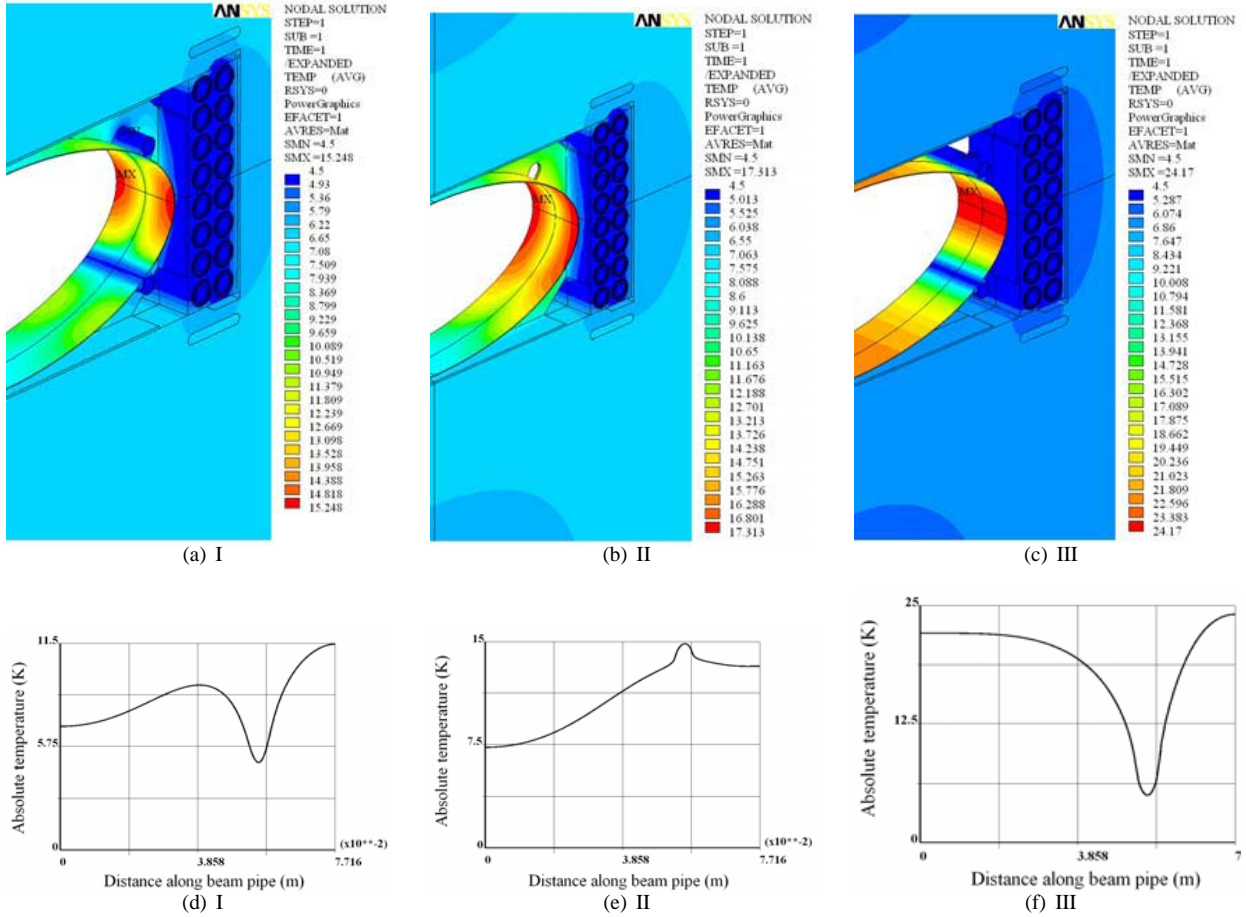 ANSYS
NODAL SOLUTION
STEP=1
SUB =1
TIME=1
/EXPANDED
TEMP (AVG)
RSYS=0
PowerGraphics
EFACET=1
AVRES=Mat
SMN =4.5
SMX =15.248
4.5
4.93
5.36
5.79
6.22
6.65
7.08
7.509
7.939
8.369
8.799
9.229
9.659
10.089
10.519
10.949
11.379
11.809
12.239
12.669
13.098
13.528
13.958
14.388
14.818
15.248
MX
(a) I
ANSYS
NODAL SOLUTION
STEP=1
SUB =1
TIME=1
/EXPANDED
TEMP (AVG)
RSYS=0
PowerGraphics
EFACET=1
AVRES=Mat
SMN =4.5
SMX =17.313
4.5
5.013
5.525
6.038
6.55
7.063
7.575
8.088
8.6
9.113
9.625
10.138
10.65
11.163
11.676
12.188
12.701
13.213
13.726
14.238
14.751
15.263
15.776
16.288
16.801
17.313
MX
(b) II
ANSYS
NODAL SOLUTION
STEP=1
SUB =1
TIME=1
/EXPANDED
TEMP (AVG)
RSYS=0
PowerGraphics
EFACET=1
AVRES=Mat
SMN =4.5
SMX =24.17
4.5
5.287
6.074
6.86
7.647
8.434
9.221
10.008
10.794
11.581
12.368
13.155
13.941
14.728
15.515
16.302
17.089
17.875
18.662
19.449
20.236
21.023
21.809
22.596
23.383
24.17
MX
(c) III
11.5
5.75
0
Absolute temperature (K)
0
3.858
7.716
(x10**-2)
Distance along beam pipe (m)
(d) I
15
7.5
0
Absolute temperature (K)
0
3.858
7.716
(x10**-2)
Distance along beam pipe (m)
(e) II
25
12.5
0
Absolute temperature (K)
0
3.858
7
Distance along beam pipe (m)
(f) III